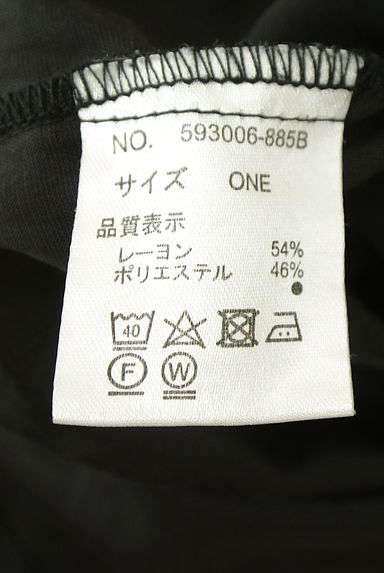 NO. 593006-885B
サイズ ONE
品質表示
レーヨン 54%
ポリエステル 46%
40
F W